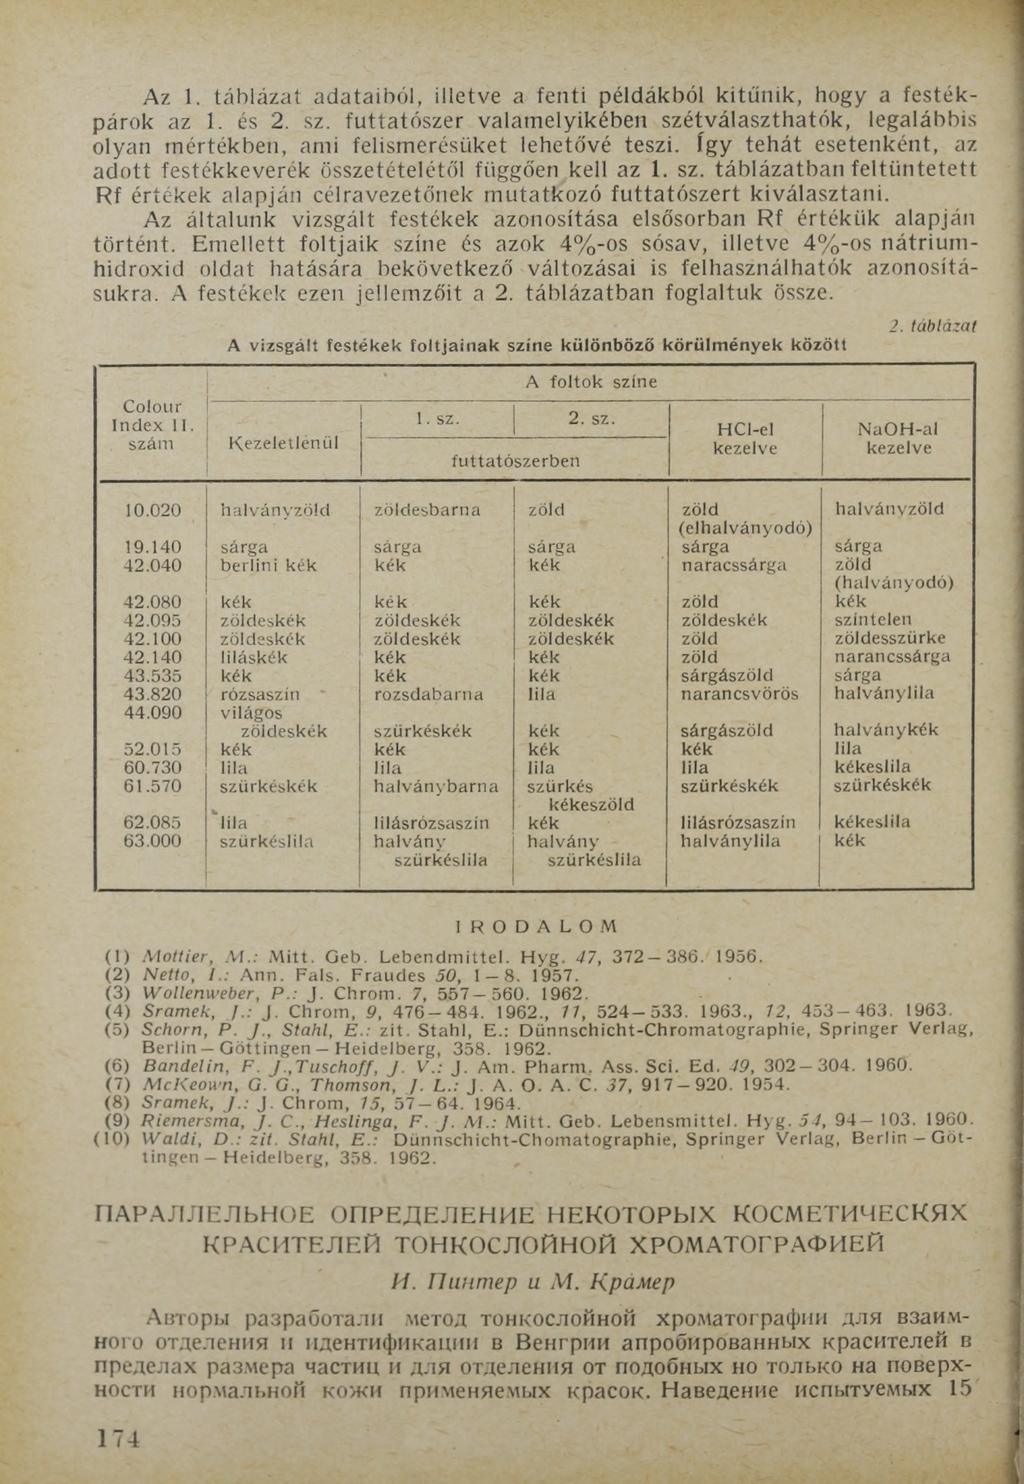 Az 1. táblázat adataiból, illetve a fenti példákból kitűnik, hogy a festék-
párok az 1. és 2. sz. futtatószer valamelyikében szétválaszthatók, legalábbis
olyan mértékben, ami felismerésüket lehetővé teszi. Így tehát esetenként, az
adott festékkeverék összetételétől függően kell az 1. sz. táblázatban feltüntetett
Rf értékek alapján célravezetőnek mutatkozó futtatószert kiválasztani.
Az általunk vizsgált festékek azonosítása elsősorban Rf értékük alapján
történt. Emellett foltjaik színe és azok 4%-os sósav, illetve 4%-os nátrium-
hidroxid oldat hatására bekövetkező változásai is felhasználhatók azonosítá-
sukra. A festékek ezen jellemzőit a 2. táblázatban foglaltuk össze.
2. táblázat
A vizsgált festékek foltjainak színe különböző körülmények között
Colour Index II. szám | A foltok színe
Kezeletlenül | 1. sz. | 2. sz. | HCl-el kezelve | NaOH-al kezelve
futtatószerben
10.020 | halványzöld | zöldesbarna | zöld | zöld (elhalványodó) | halványzöld
19.140 | sárga | sárga | sárga | sárga | sárga
42.040 | berlini kék | kék | kék | naracssárga | zöld (halványodó)
42.080 | kék | kék | kék | zöld | kék
42.095 | zöldeskék | zöldeskék | zöldeskék | zöldeskék | színtelen
42.100 | zöldeskék | zöldeskék | zöldeskék | zöld | zöldesszürke
42.140 | liláskék | kék | kék | zöld | narancssárga
43.535 | kék | kék | kék | sárgászöld | sárga
43.820 | rózsaszín | rozsdabarna | lila | narancsvörös | halványlila
44.090 | világos zöldeskék | szürkéskék | kék | sárgászöld | halványkék
52.015 | kék | kék | kék | kék | lila
60.730 | lila | lila | lila | lila | kékeslila
61.570 | szürkéskék | halványbarna | szürkés kékeszöld | szürkéskék | szürkéskék
62.085 | lila | lilásrózsaszín | kék | lilásrózsaszín | kékeslila
63.000 | szürkéslila | halvány szürkéslila | halvány szürkéslila | halványlila | kék
IRODALOM
(1) Mottier, M.: Mitt. Geb. Lebendmittel. Hyg. 47, 372—386. 1956.
(2) Netto, I.: Ann. Fals. Fraudes 50, 1—8. 1957.
(3) Wollenweber, P.: J. Chrom. 7, 557—560. 1962.
(4) Sramek, J.: J. Chrom, 9, 476—484. 1962., 11, 524—533. 1963., 12, 453—463. 1963.
(5) Schorn, P. J., Stahl, E.: zit. Stahl, E.: Dünnschicht-Chromatographie, Springer Verlag,
Berlin—Göttingen—Heidelberg, 358. 1962.
(6) Bandelin, F. J., Tuschoff, J. V.: J. Am. Pharm. Ass. Sci. Ed. 49, 302—304. 1960.
(7) McKeown, G. G., Thomson, J. L.: J. A. O. A. C. 37, 917—920. 1954.
(8) Sramek, J.: J. Chrom, 15, 57—64. 1964.
(9) Riemersma, J. C., Heslinga, F. J. M.: Mitt. Geb. Lebensmittel. Hyg. 54, 94—103. 1960.
(10) Waldi, D.: zit. Stahl, E.: Dünnschicht-Chomatographie, Springer Verlag, Berlin—Göt-
tingen—Heidelberg, 358. 1962.
ПАРАЛЛЕЛЬНОЕ ОПРЕДЕЛЕНИЕ НЕКОТОРЫХ КОСМЕТИЧЕСКЯХ
КРАСИТЕЛЕЙ ТОНКОСЛОЙНОЙ ХРОМАТОГРАФИЕЙ
И. Пинтер и М. Крамер
Авторы разработали метод тонкослойной хроматографии для взаим-
ного отделения и идентификации в Венгрии апробированных красителей в
пределах размера частиц и для отделения от подобных но только на поверх-
ности нормальной кожи применяемых красок. Наведение испытуемых 15
174